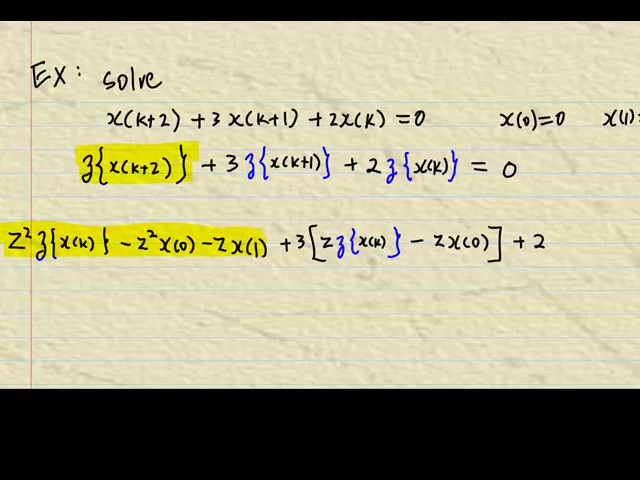 Ex: solve
x(k+2) + 3x(k+1) + 2x(k) = 0 x(0)=0 x(1)=
z{x(k+2)} + 3z{x(k+1)} + 2z{x(k)} = 0
z²z{x(k)} - z²x(0) - zx(1) + 3[zz{x(k)} - zx(0)] + 2